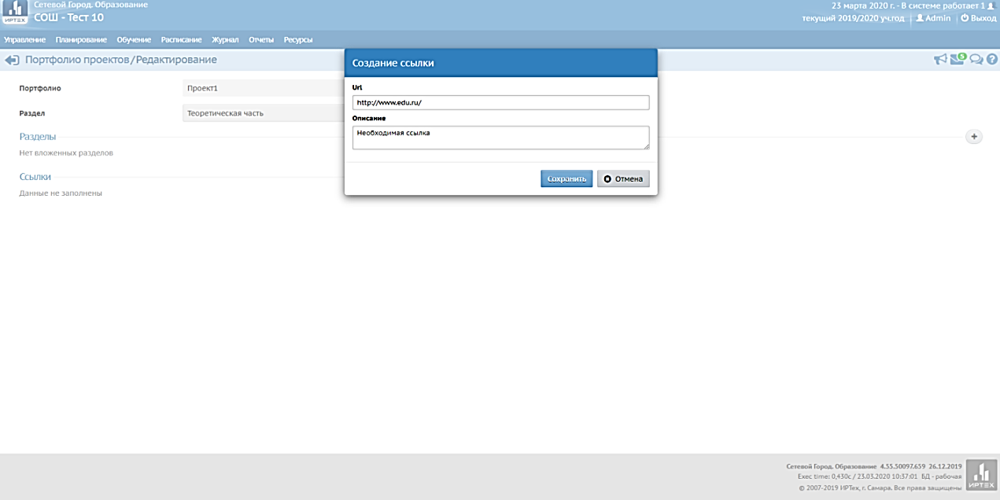 Сетевой Город. Образование
23 марта 2020 г. - В системе работает 1
ИРТЕХ
СОШ - Тест 10
текущий 2019/2020 уч.год | Admin | Выход
Управление Планирование Обучение Расписание Журнал Отчеты Ресурсы
Портфолио проектов/Редактирование
5
Создание ссылки
Портфолио Проект1
Раздел Теоретическая часть
Разделы
Нет вложенных разделов
Ссылки
Данные не заполнены
Url
http://www.edu.ru/
Описание
Необходимая ссылка
Сохранить Отмена
Сетевой Город. Образование 4.55.50097.659 26.12.2019
Exec time: 0,430с / 23.03.2020 10:37:01 БД - рабочая
© 2007-2019 ИРТех, г. Самара. Все права защищены
ИРТЕХ